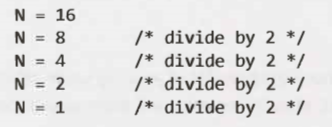 N = 16
N = 8 /* divide by 2 */
N = 4 /* divide by 2 */
N = 2 /* divide by 2 */
N = 1 /* divide by 2 */